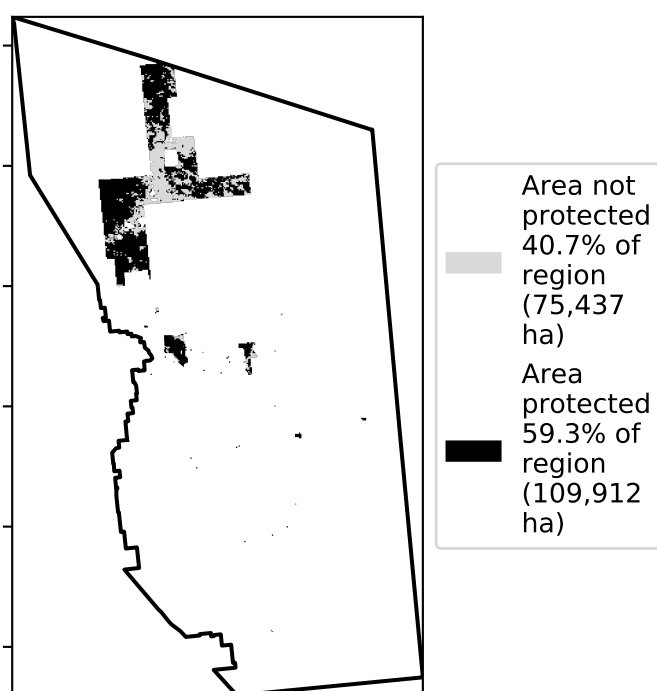 Area not
protected
40.7% of
region
(75,437
ha)
Area
protected
59.3% of
region
(109,912
ha)